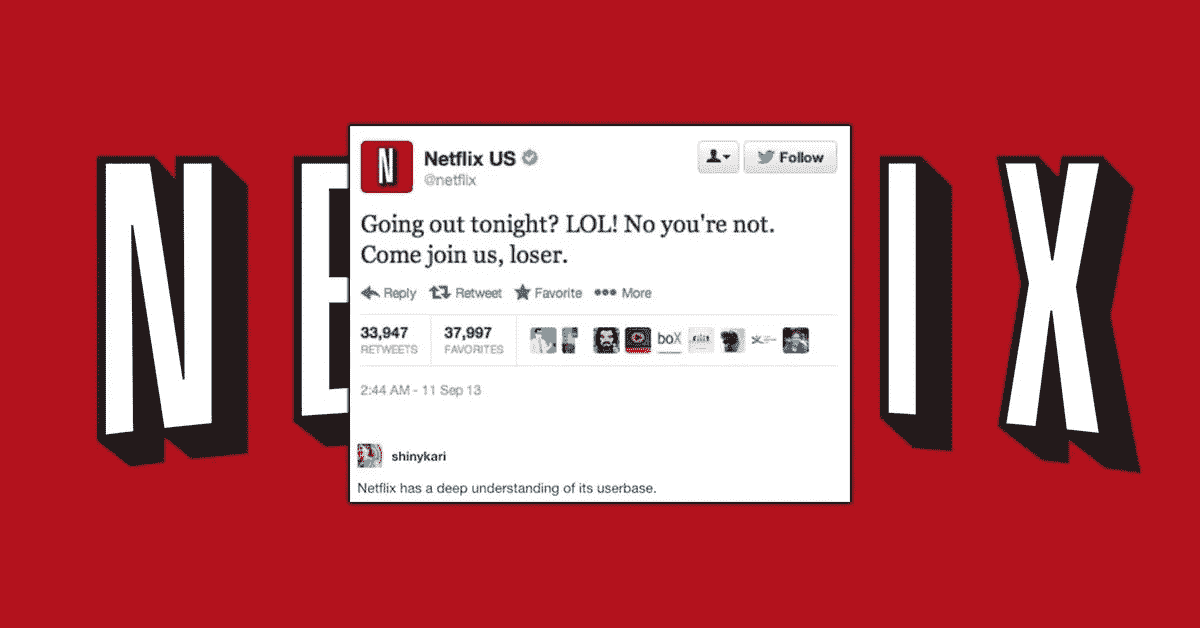 NE IX
N
Netflix US
@netflix
Follow
Going out tonight? LOL! No you're not.
Come join us, loser.
Reply Retweet Favorite More
33,947 37,997
RETWEETS FAVORITES
boX
2:44 AM - 11 Sep 13
shinykari
Netflix has a deep understanding of its userbase.